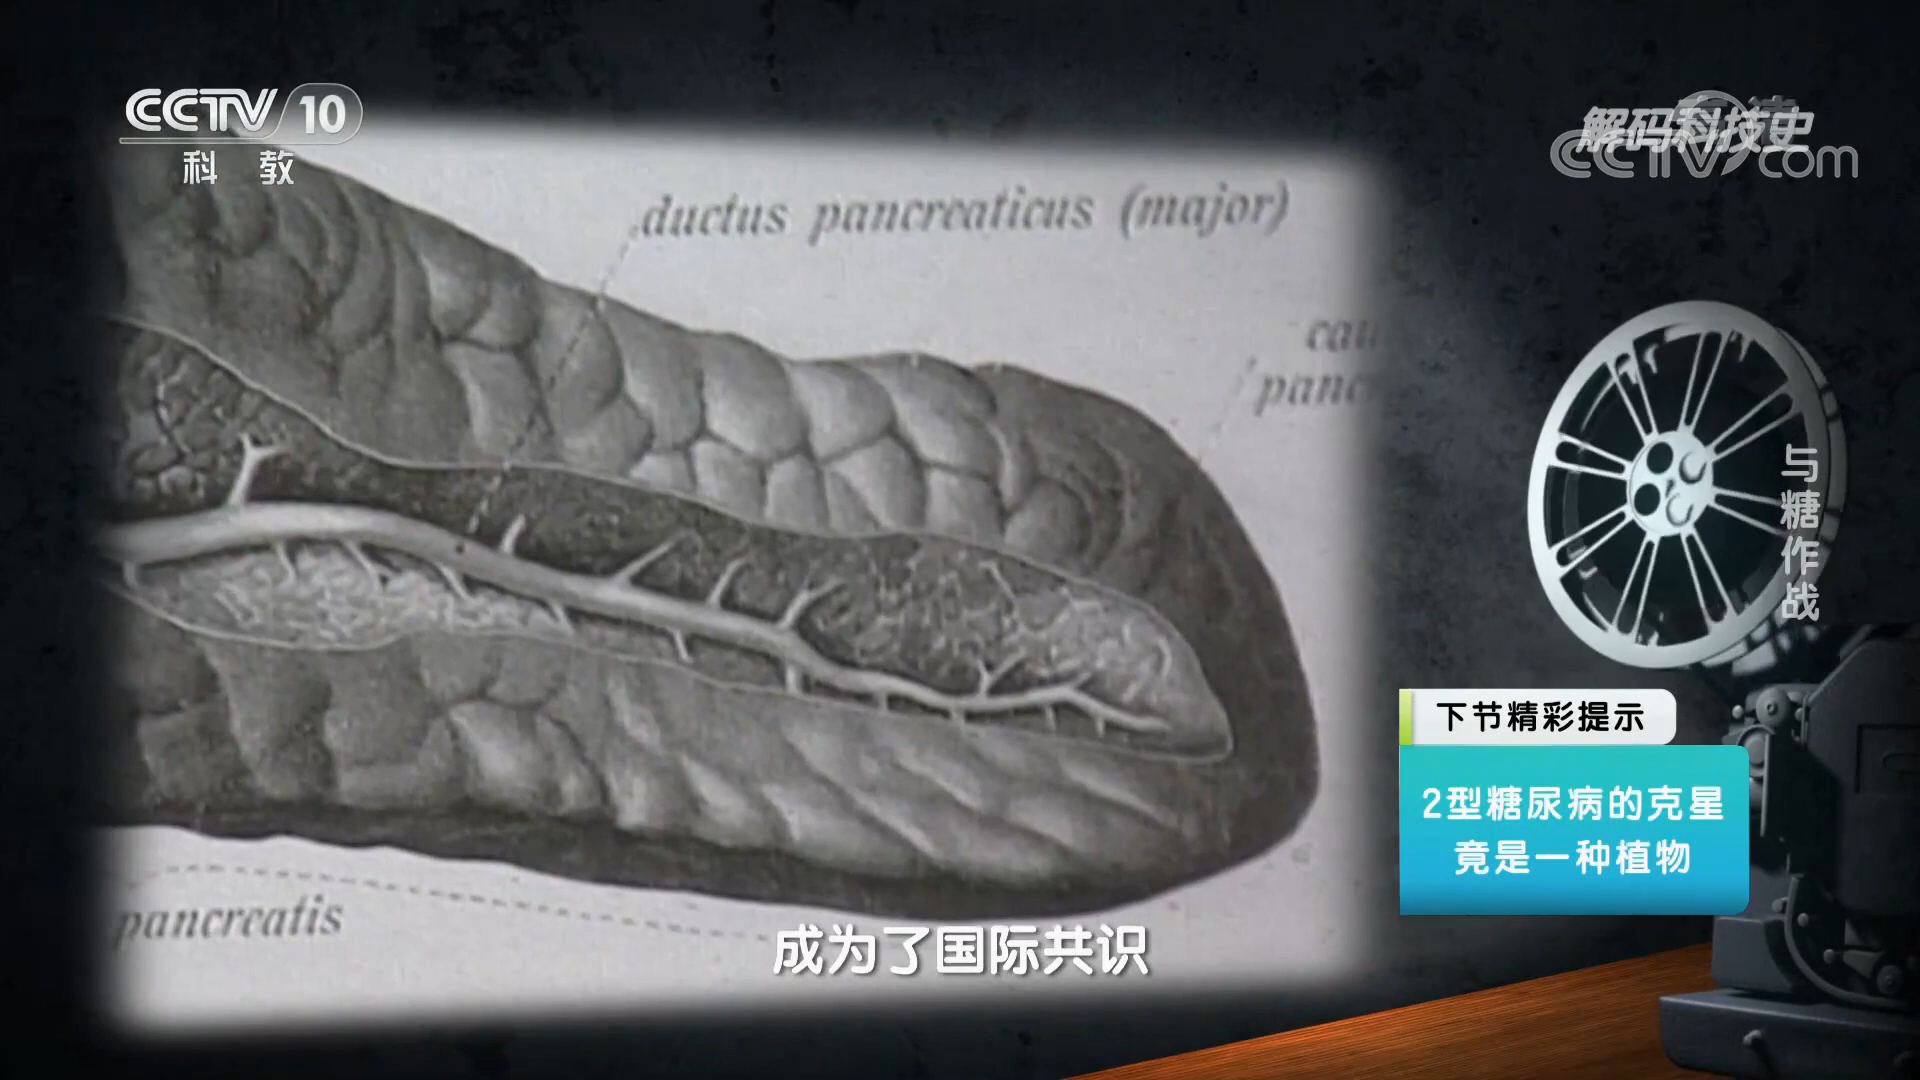 CCTV 10
科 教
解码科技史
CCTV.com
ductus pancreaticus (major)
cau
panc
pancreatis
与糖作战
下节精彩提示
2型糖尿病的克星
竟是一种植物
成为了国际共识